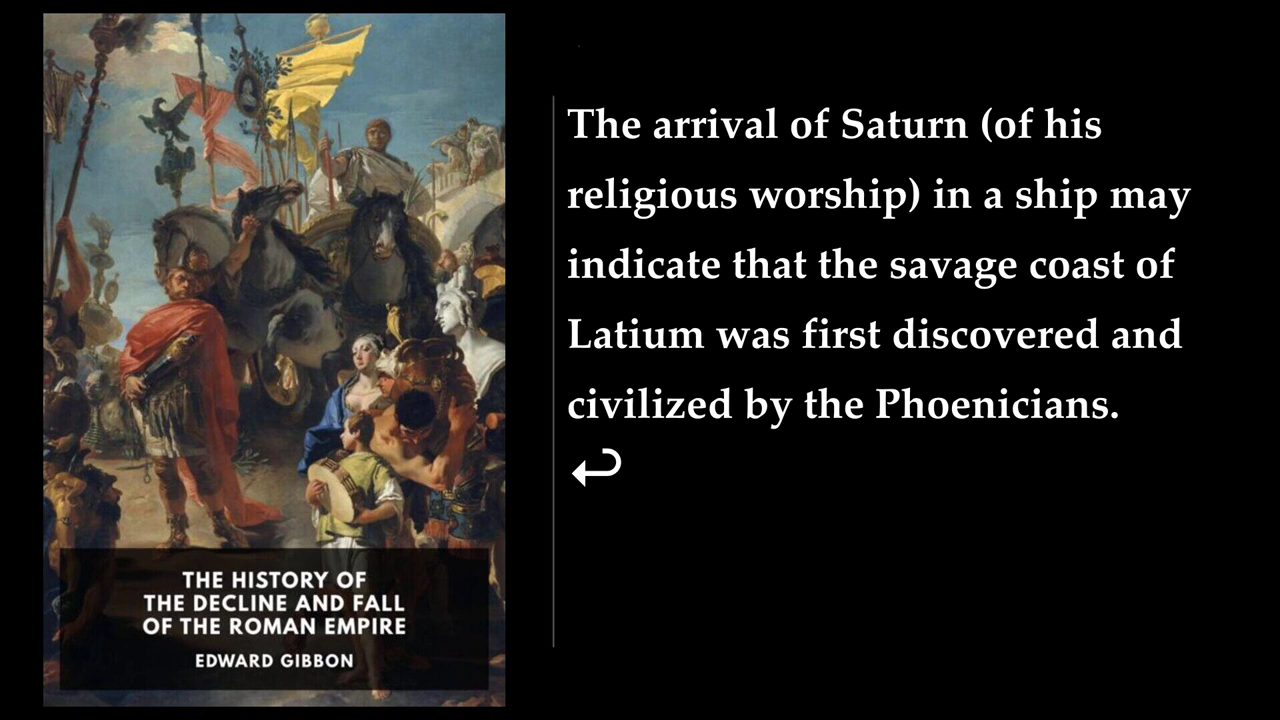 THE HISTORY OF
THE DECLINE AND FALL
OF THE ROMAN EMPIRE
EDWARD GIBBON
The arrival of Saturn (of his
religious worship) in a ship may
indicate that the savage coast of
Latium was first discovered and
civilized by the Phoenicians.
↩